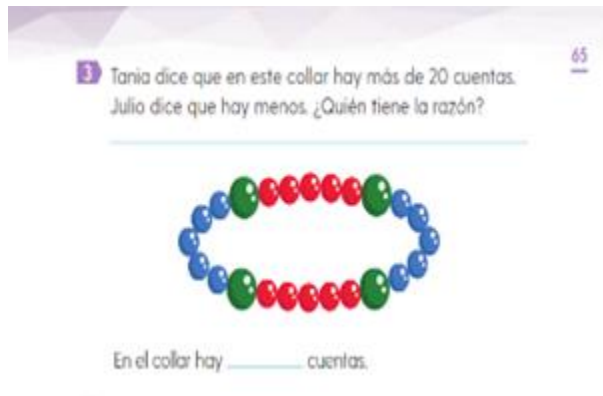 65
3 Tania dice que en este collar hay más de 20 cuentas.
Julio dice que hay menos. ¿Quién tiene la razón?
En el collar hay ________ cuentas.